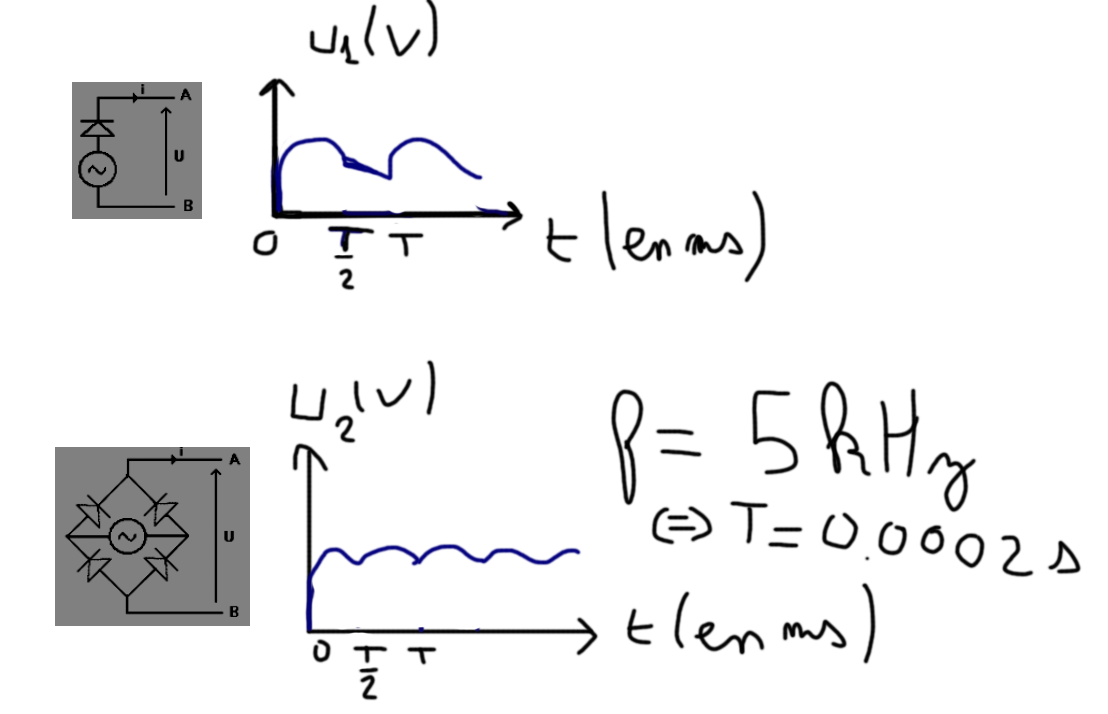 u₁(V)
i
A
U
B
0
T/2
T
t (en ms)
u₂(V)
i
A
U
B
f = 5 kHz
⇔ T = 0.0002 s
0
T/2
T
t (en ms)